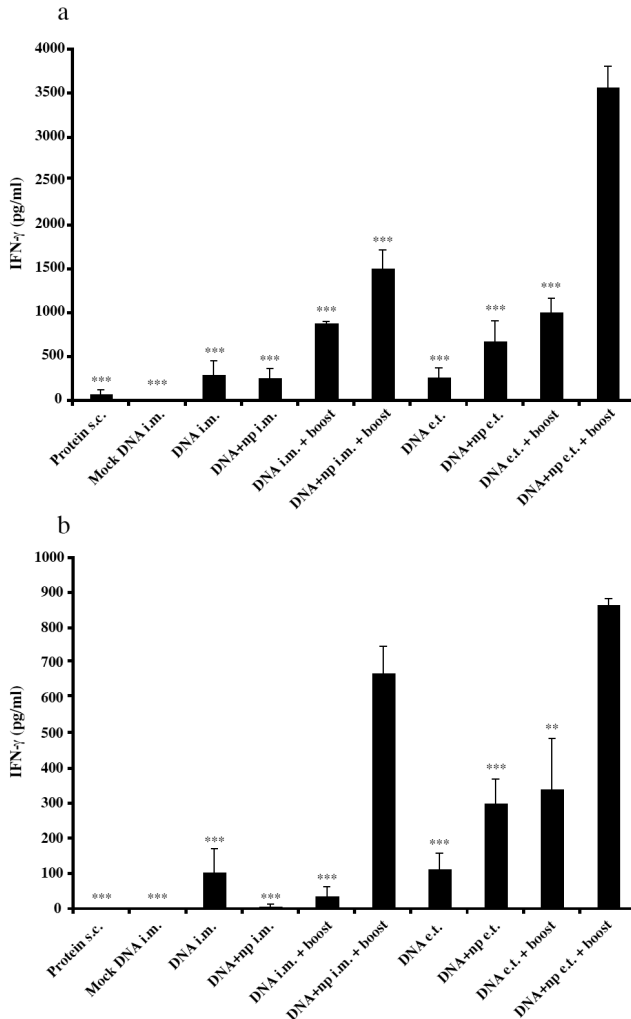 a
4000
3500
3000
2500
2000
1500
1000
500
0
IFN-γ (pg/ml)
***
***
***
***
***
***
***
***
***
Protein s.c.
Mock DNA i.m.
DNA i.m.
DNA+np i.m.
DNA i.m. + boost
DNA+np i.m. + boost
DNA e.t.
DNA+np e.t.
DNA e.t. + boost
DNA+np e.t. + boost
b
1000
900
800
700
600
500
400
300
200
100
0
IFN-γ (pg/ml)
***
***
***
***
***
***
***
**
Protein s.c.
Mock DNA i.m.
DNA i.m.
DNA+np i.m.
DNA i.m. + boost
DNA+np i.m. + boost
DNA e.t.
DNA+np e.t.
DNA e.t. + boost
DNA+np e.t. + boost